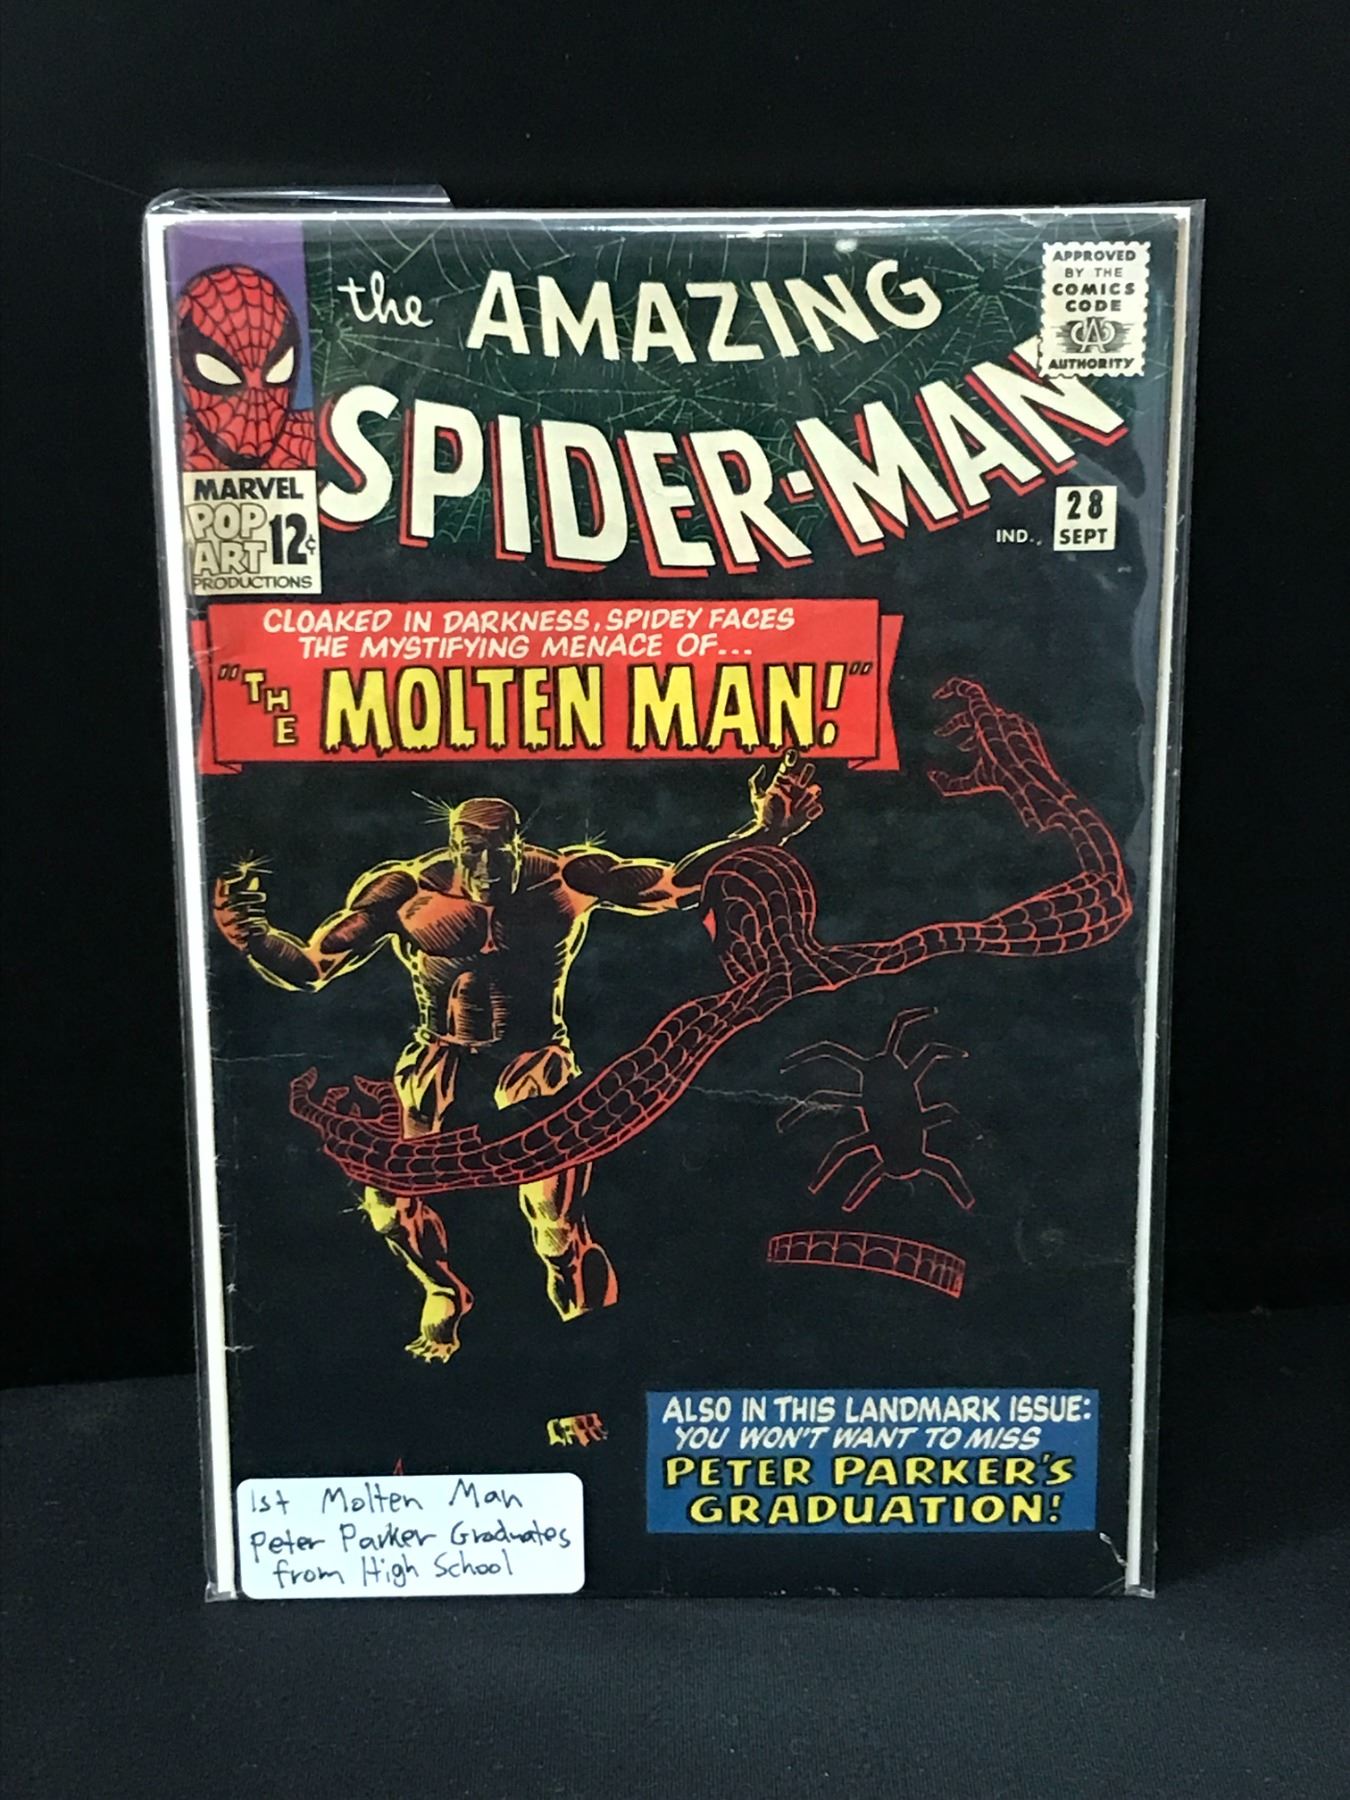 the AMAZING
SPIDER-MAN
APPROVED
BY THE
COMICS
CODE
CA
AUTHORITY
MARVEL
POP
ART
12¢
PRODUCTIONS
IND.
28
SEPT
CLOAKED IN DARKNESS, SPIDEY FACES
THE MYSTIFYING MENACE OF...
"THE MOLTEN MAN!"
ALSO IN THIS LANDMARK ISSUE:
YOU WON'T WANT TO MISS
PETER PARKER'S
GRADUATION!
1st Molten Man
Peter Parker Graduates
from High School